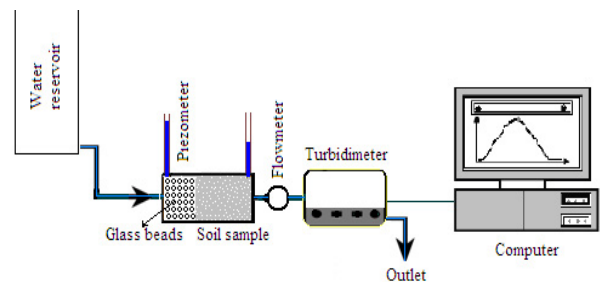 Water
reservoir
Piezometer
Flowmeter
Turbidimeter
Glass beads
Soil sample
Computer
Outlet